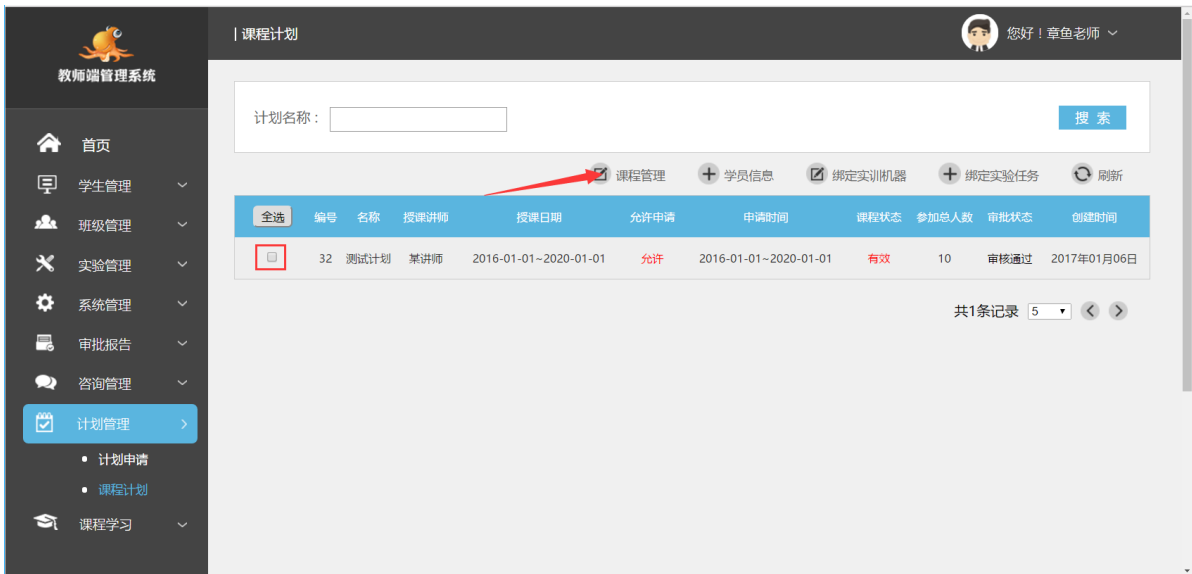 教师端管理系统
首页
学生管理
班级管理
实验管理
系统管理
审批报告
咨询管理
计划管理
计划申请
课程计划
课程学习
|课程计划
您好！章鱼老师
计划名称：
搜 索
课程管理 学员信息 绑定实训机器 绑定实验任务 刷新
全选 编号 名称 授课讲师 授课日期 允许申请 申请时间 课程状态 参加总人数 审批状态 创建时间
32 测试计划 某讲师 2016-01-01~2020-01-01 允许 2016-01-01~2020-01-01 有效 10 审核通过 2017年01月06日
共1条记录 5